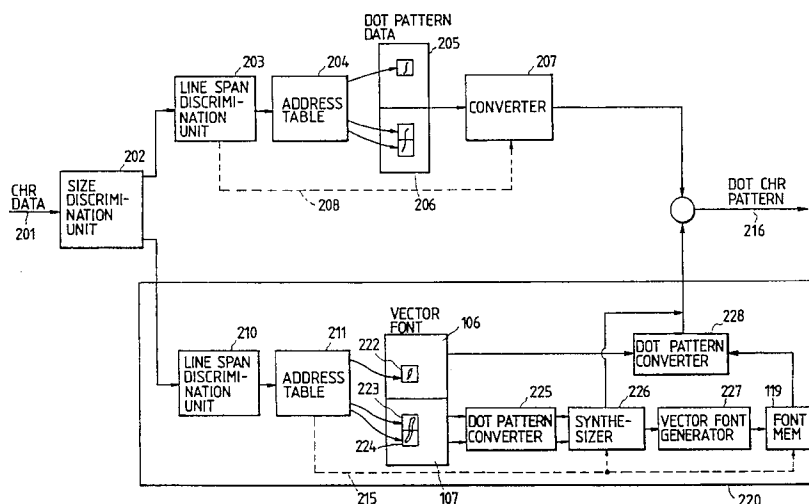 DOT PATTERN
DATA
203
204
205
207
LINE SPAN
DISCRIMI-
NATION
UNIT
ADDRESS
TABLE
CONVERTER
202
CHR
DATA
201
SIZE
DISCRIMI-
NATION
UNIT
208
206
DOT CHR
PATTERN
216
VECTOR
FONT
210
211
106
228
LINE SPAN
DISCRIMI-
NATION
UNIT
ADDRESS
TABLE
222
223
224
DOT PATTERN
CONVERTER
225
226
227
119
DOT PATTERN
CONVERTER
SYNTHE-
SIZER
VECTOR FONT
GENERATOR
FONT
MEM
215
107
220